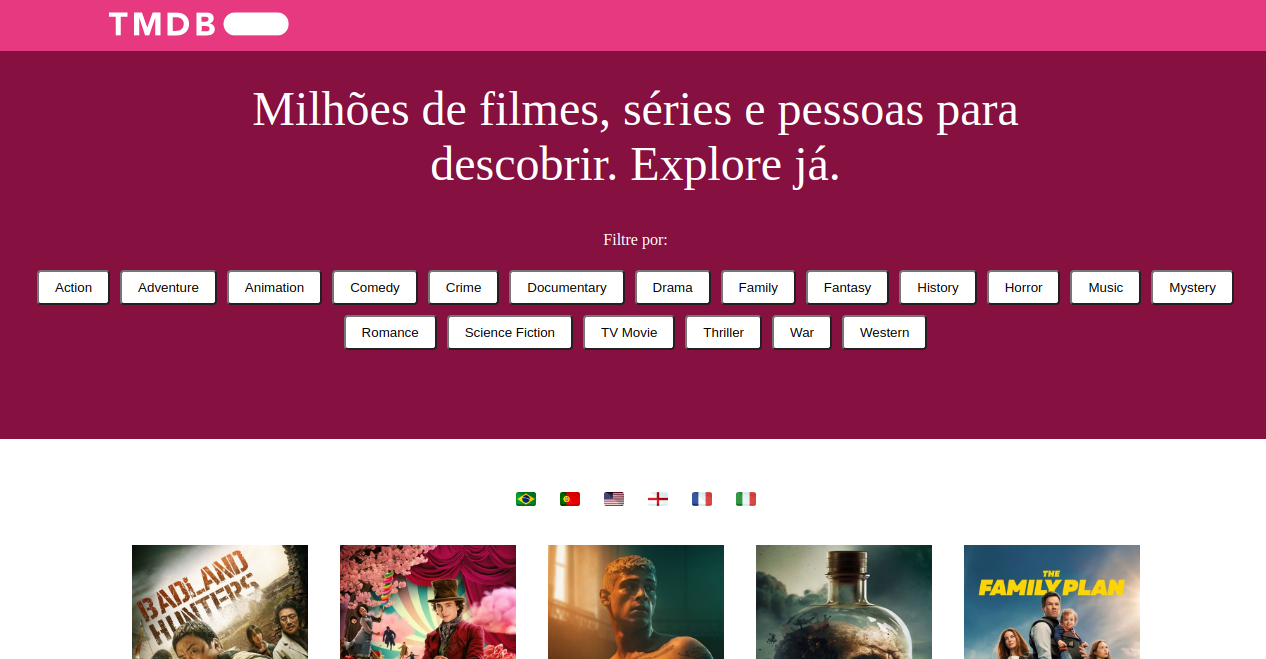 TMDB
Milhões de filmes, séries e pessoas para
descobrir. Explore já.
Filtre por:
Action Adventure Animation Comedy Crime Documentary Drama Family Fantasy History Horror Music Mystery
Romance Science Fiction TV Movie Thriller War Western
BADLAND
HUNTERS
THE
FAMILY PLAN